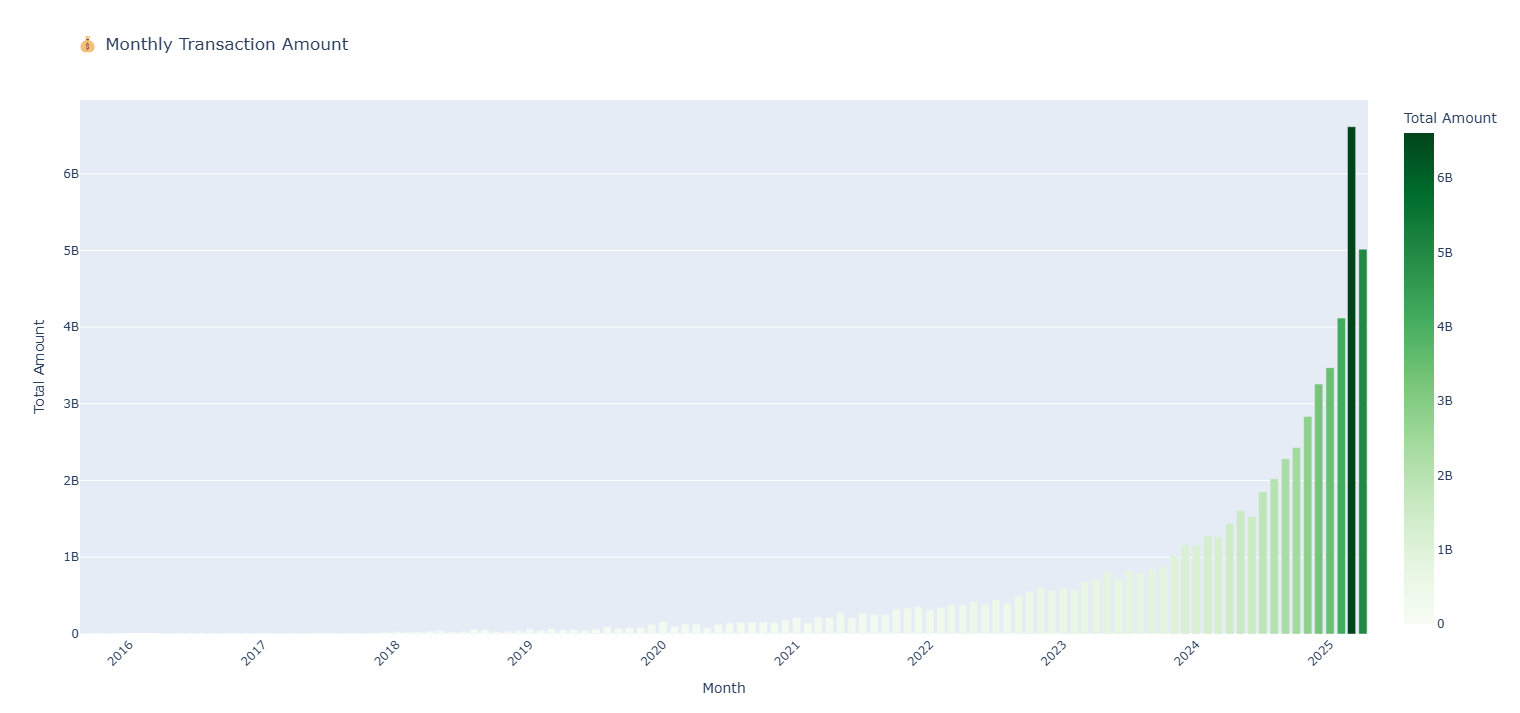 💰 Monthly Transaction Amount
Total Amount
6B
5B
4B
3B
2B
1B
0
2016
2017
2018
2019
2020
2021
2022
2023
2024
2025
Month
Total Amount
6B
5B
4B
3B
2B
1B
0